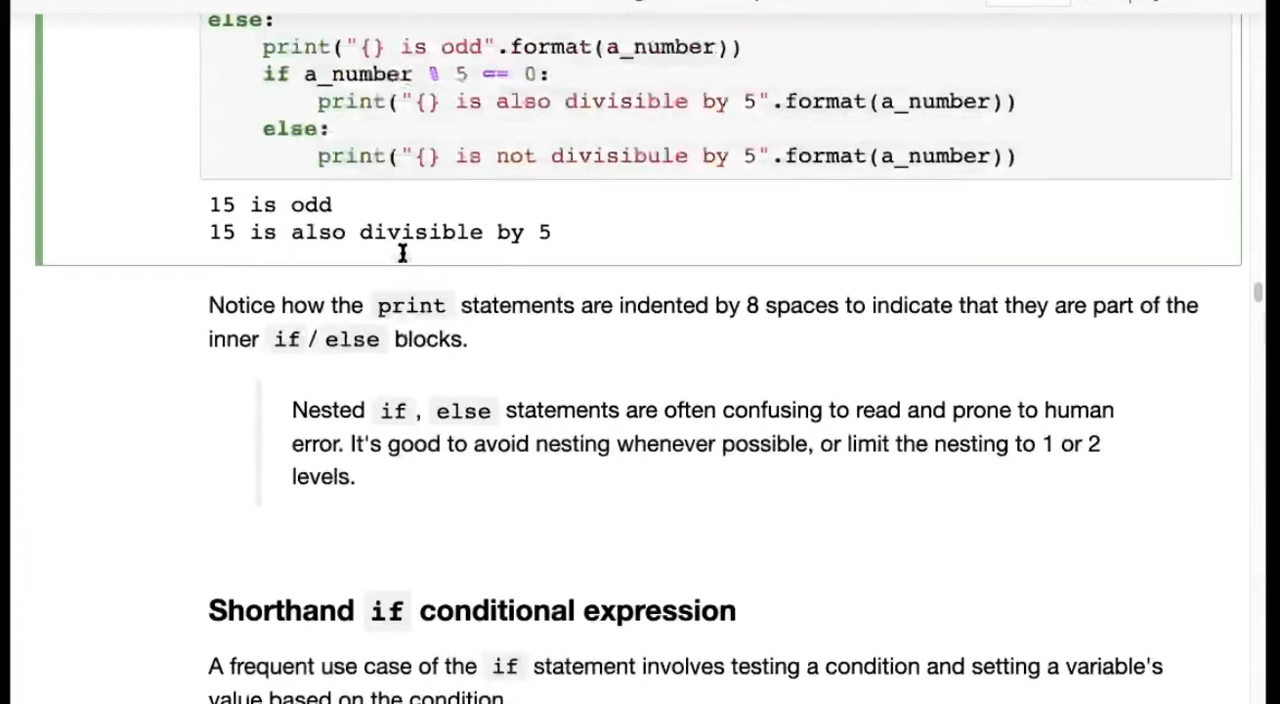 else:
    print("{} is odd".format(a_number))
    if a_number % 5 == 0:
        print("{} is also divisible by 5".format(a_number))
    else:
        print("{} is not divisibule by 5".format(a_number))
15 is odd
15 is also divisible by 5
Notice how the print statements are indented by 8 spaces to indicate that they are part of the
inner if / else blocks.
Nested if , else statements are often confusing to read and prone to human
error. It's good to avoid nesting whenever possible, or limit the nesting to 1 or 2
levels.
Shorthand if conditional expression
A frequent use case of the if statement involves testing a condition and setting a variable's
value based on the condition.